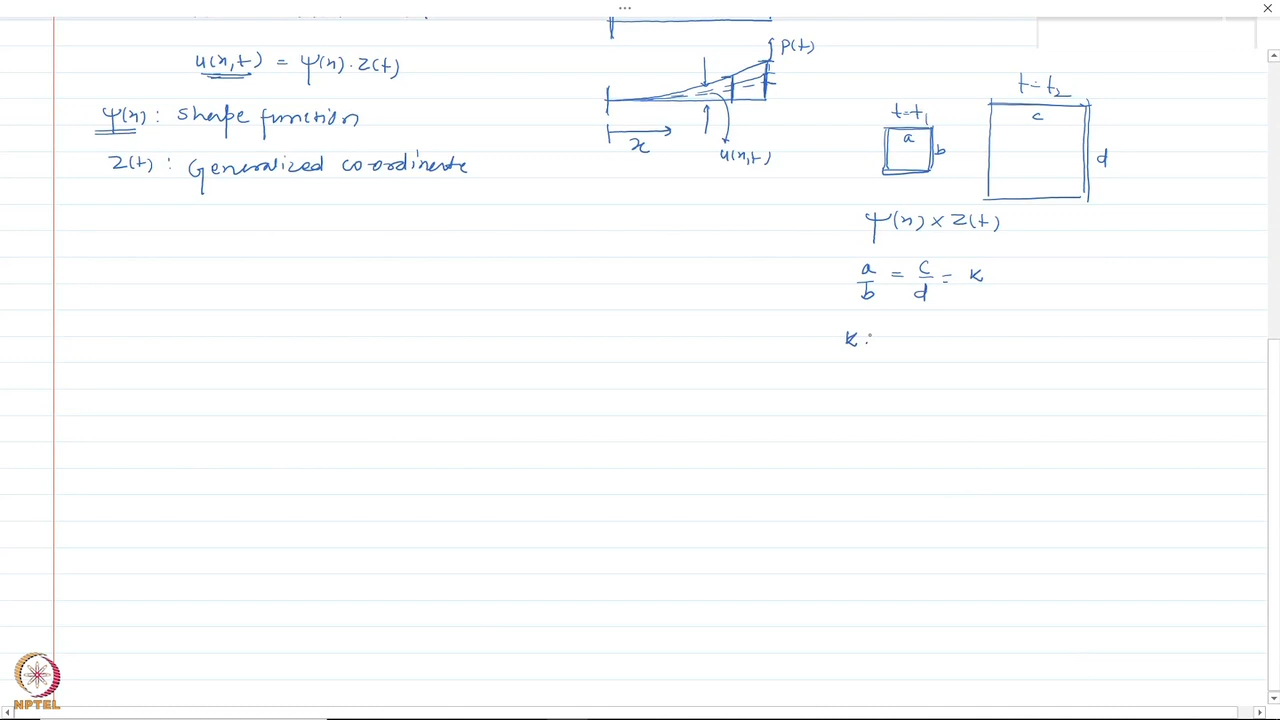 u(x,t) = ψ(x) · z(t)
ψ(x) : shape function
z(t) : Generalized co-ordinate
P(t)
x
u(x,t)
t=t₁
a
b
t=t₂
c
d
ψ(x) × z(t)
a/b = c/d = k
k :
NPTEL